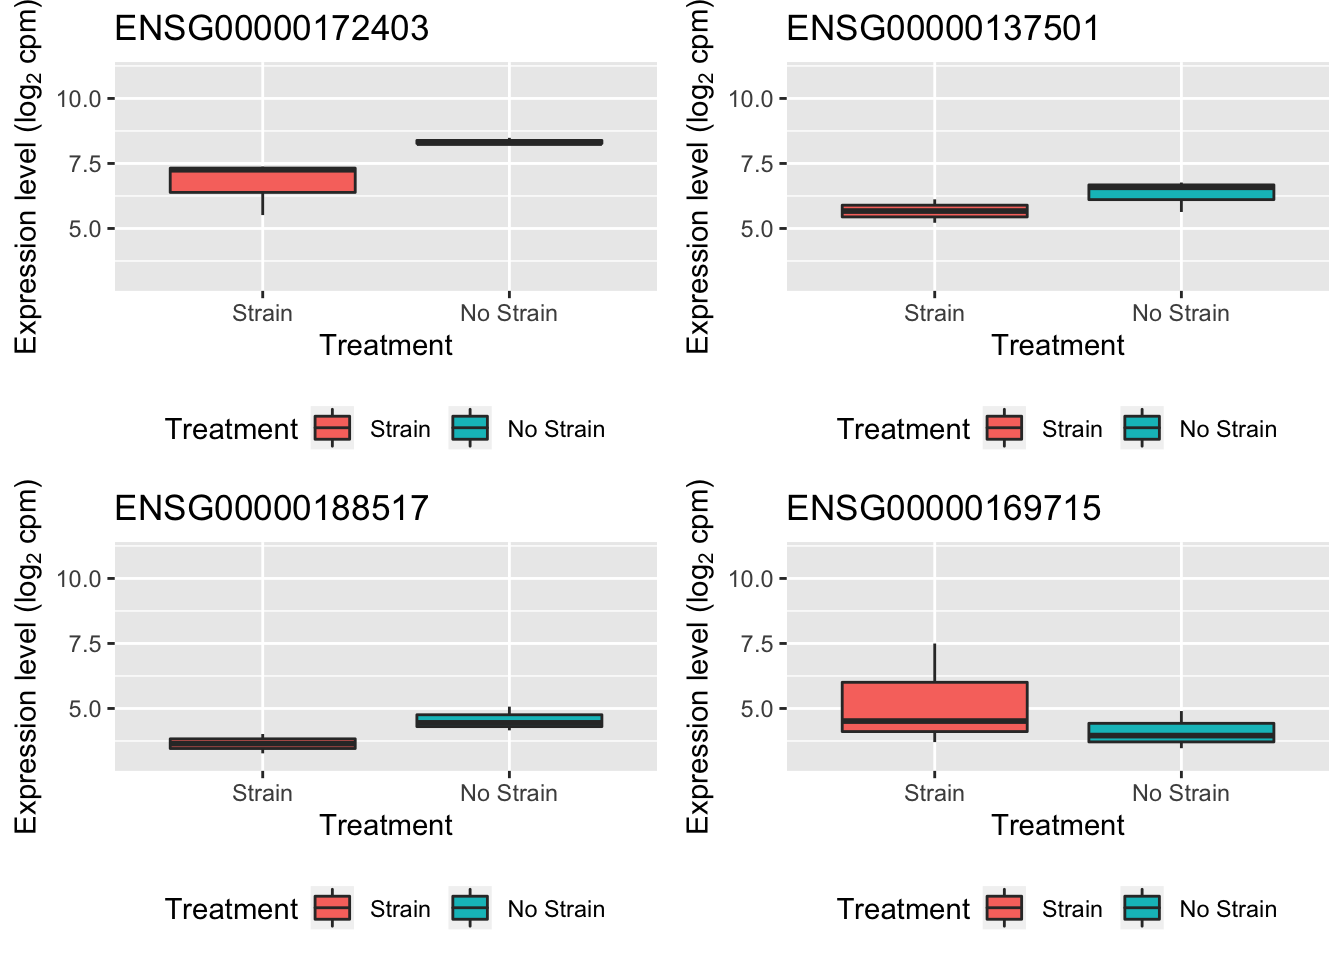 ENSG00000172403
Expression level (log2 cpm)
10.0
7.5
5.0
Strain No Strain
Treatment
Treatment Strain No Strain
ENSG00000137501
Expression level (log2 cpm)
10.0
7.5
5.0
Strain No Strain
Treatment
Treatment Strain No Strain
ENSG00000188517
Expression level (log2 cpm)
10.0
7.5
5.0
Strain No Strain
Treatment
Treatment Strain No Strain
ENSG00000169715
Expression level (log2 cpm)
10.0
7.5
5.0
Strain No Strain
Treatment
Treatment Strain No Strain